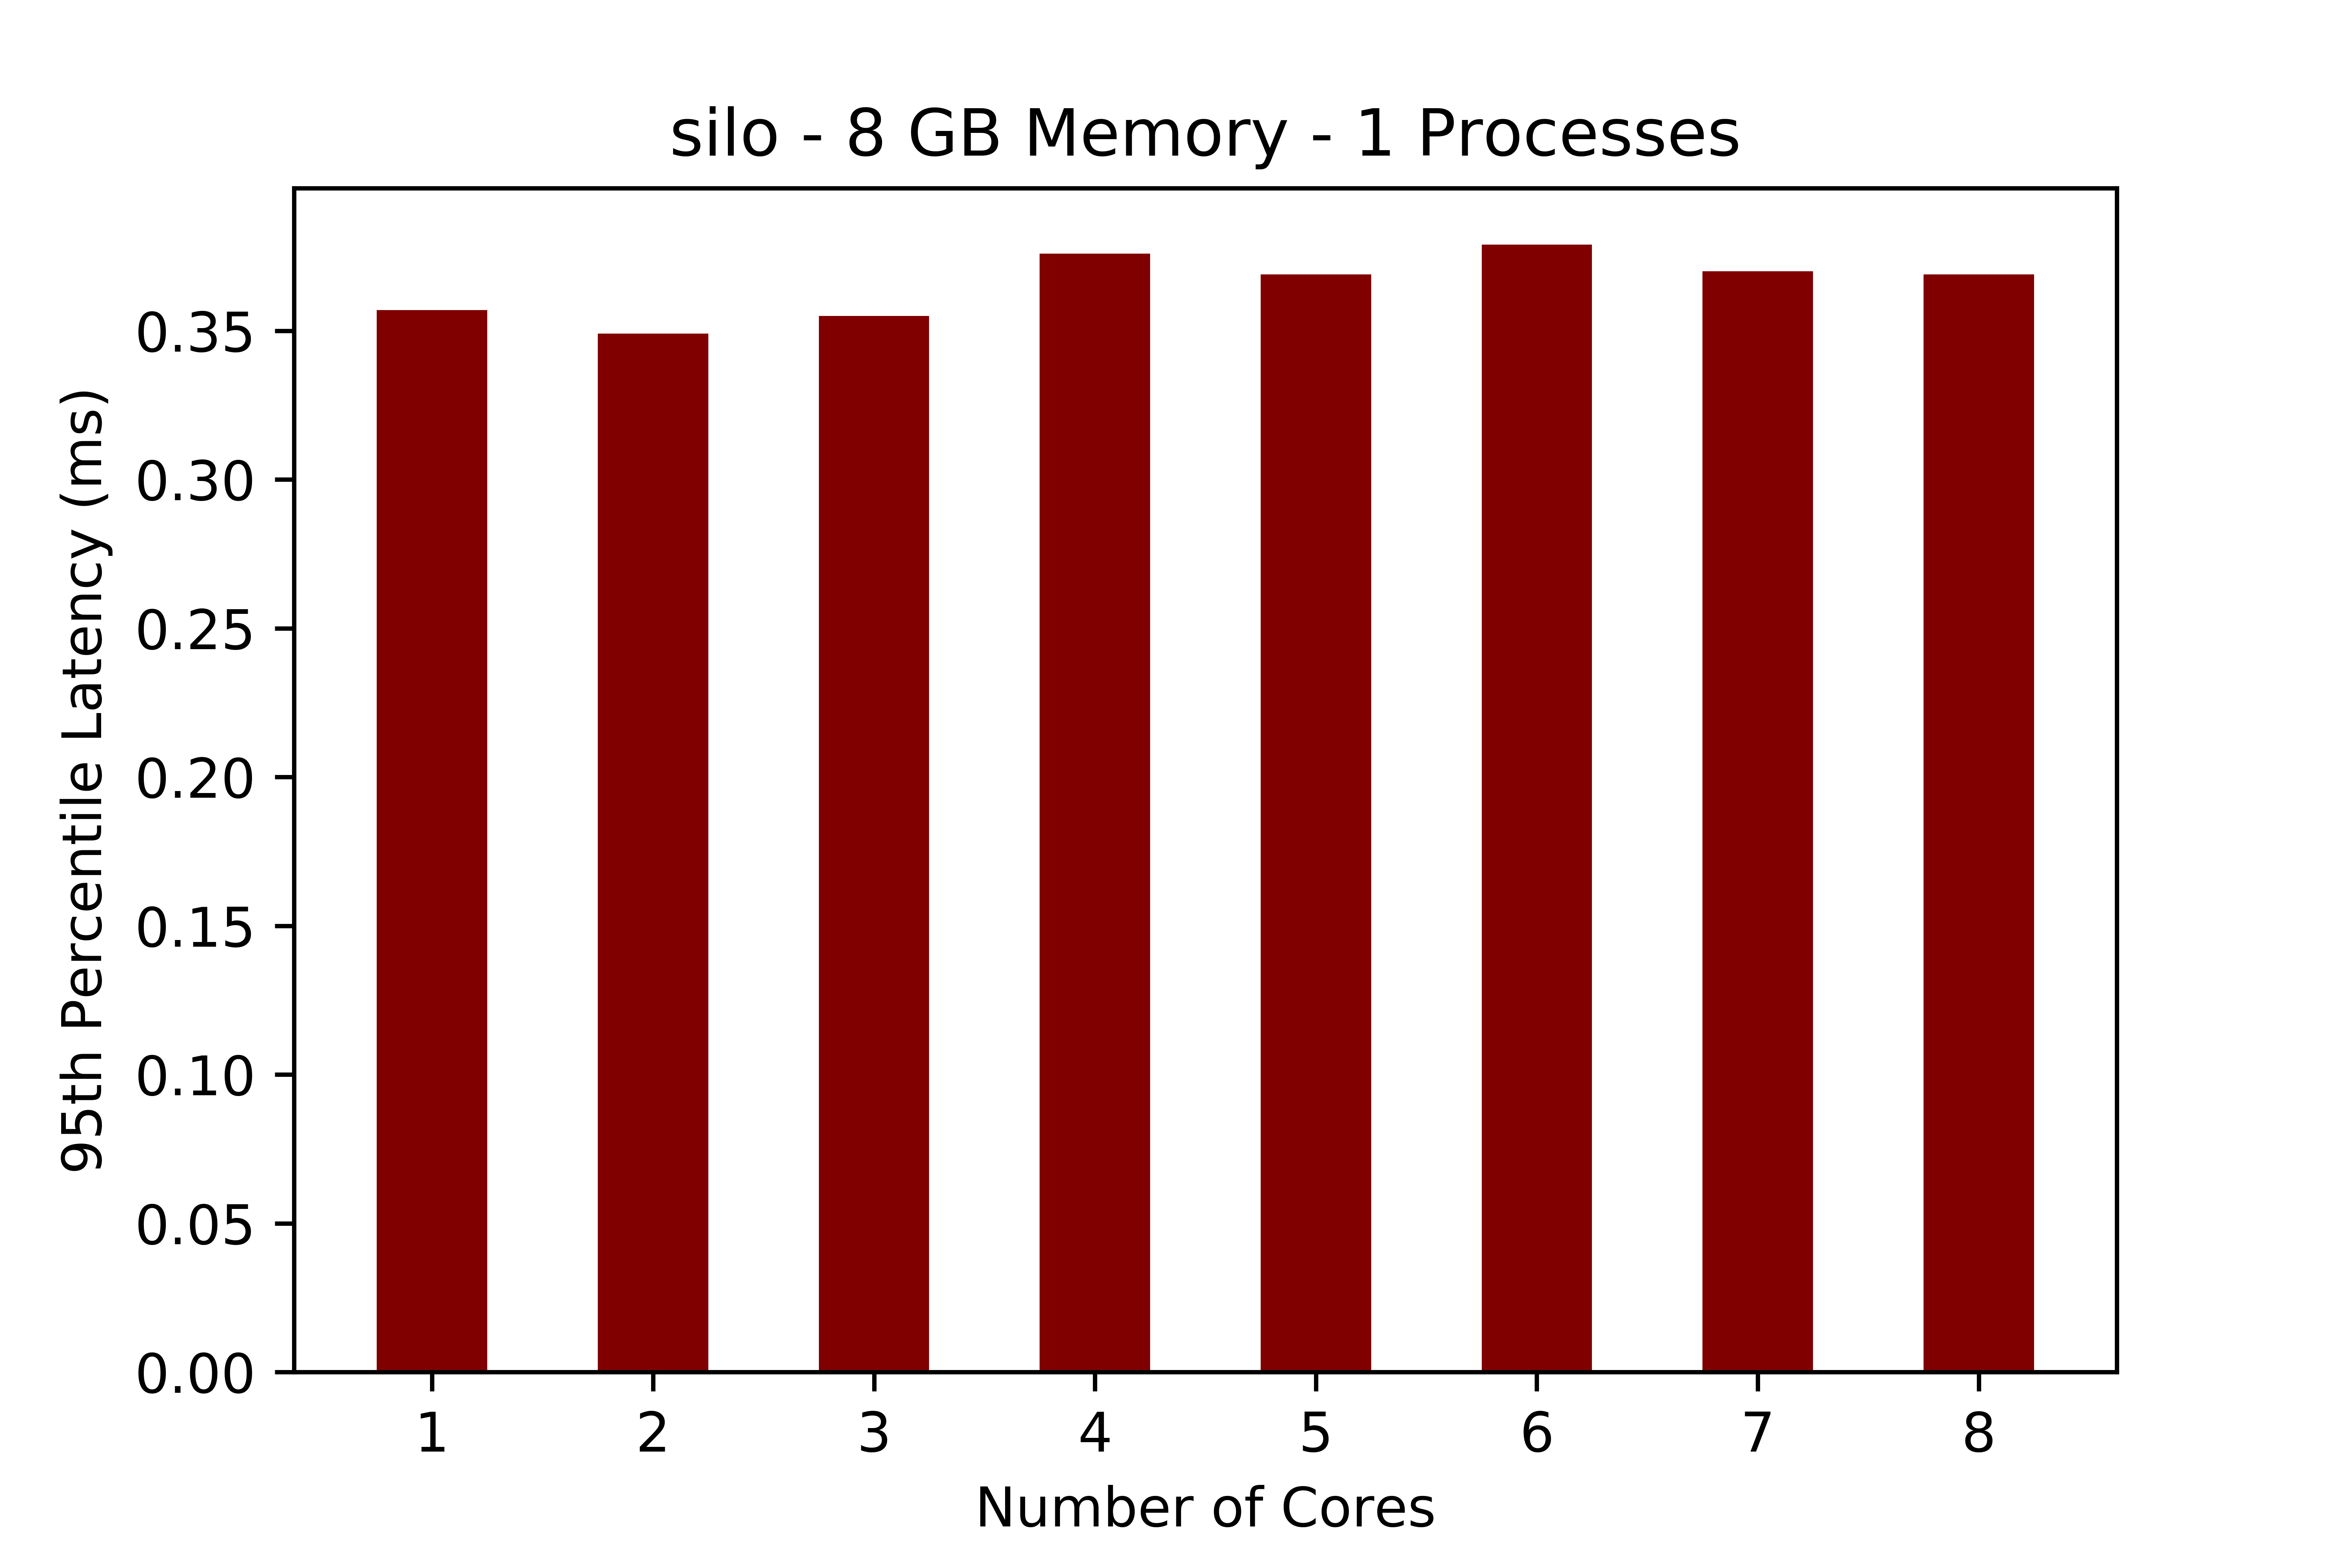 silo - 8 GB Memory - 1 Processes
95th Percentile Latency (ms)
0.35
0.30
0.25
0.20
0.15
0.10
0.05
0.00
1 2 3 4 5 6 7 8
Number of Cores